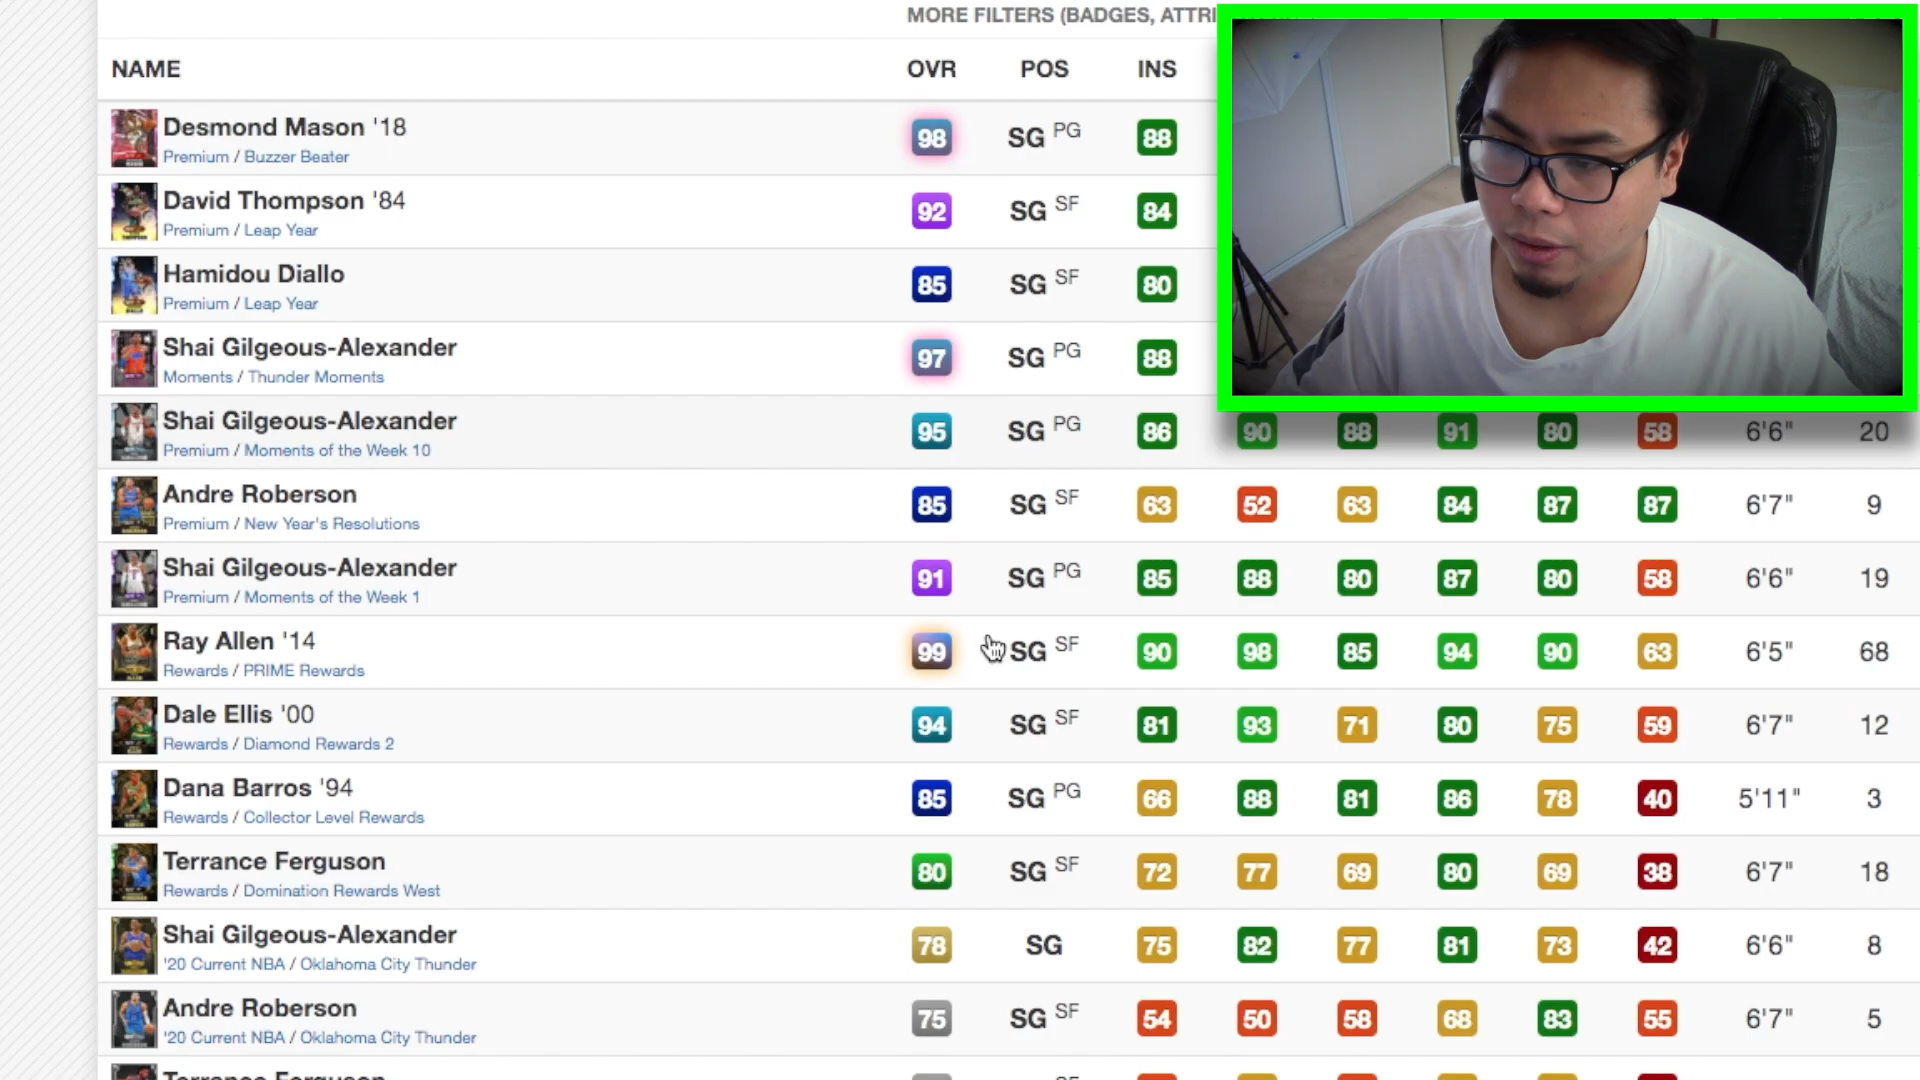 MORE FILTERS (BADGES, ATTRI
NAME OVR POS INS
Desmond Mason '18 98 SG PG 88
Premium / Buzzer Beater
David Thompson '84 92 SG SF 84
Premium / Leap Year
Hamidou Diallo 85 SG SF 80
Premium / Leap Year
Shai Gilgeous-Alexander 97 SG PG 88
Moments / Thunder Moments
Shai Gilgeous-Alexander 95 SG PG 86 90 88 91 80 58 6'6" 20
Premium / Moments of the Week 10
Andre Roberson 85 SG SF 63 52 63 84 87 87 6'7" 9
Premium / New Year's Resolutions
Shai Gilgeous-Alexander 91 SG PG 85 88 80 87 80 58 6'6" 19
Premium / Moments of the Week 1
Ray Allen '14 99 SG SF 90 98 85 94 90 63 6'5" 68
Rewards / PRIME Rewards
Dale Ellis '00 94 SG SF 81 93 71 80 75 59 6'7" 12
Rewards / Diamond Rewards 2
Dana Barros '94 85 SG PG 66 88 81 86 78 40 5'11" 3
Rewards / Collector Level Rewards
Terrance Ferguson 80 SG SF 72 77 69 80 69 38 6'7" 18
Rewards / Domination Rewards West
Shai Gilgeous-Alexander 78 SG 75 82 77 81 73 42 6'6" 8
'20 Current NBA / Oklahoma City Thunder
Andre Roberson 75 SG SF 54 50 58 68 83 55 6'7" 5
'20 Current NBA / Oklahoma City Thunder
Terrance Ferguson SF